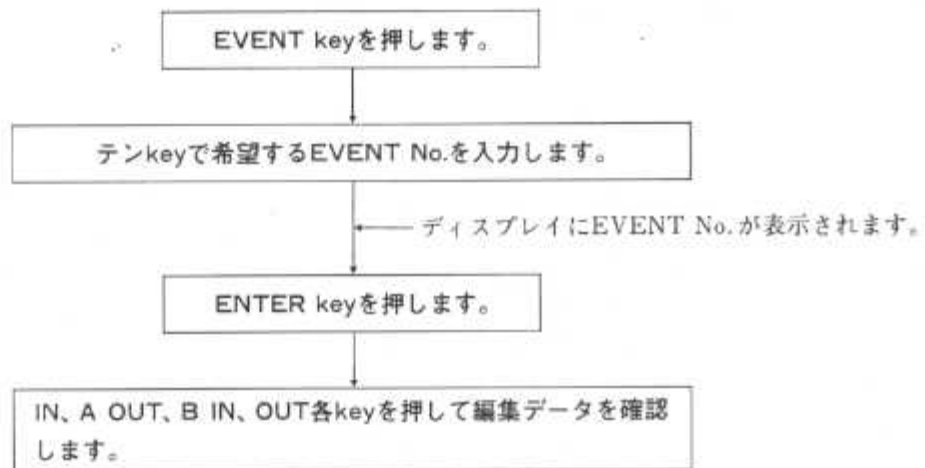 EVENT keyを押します。
テンkeyで希望するEVENT No.を入力します。
ディスプレイにEVENT No.が表示されます。
ENTER keyを押します。
IN、A OUT、B IN、OUT各keyを押して編集データを確認
します。